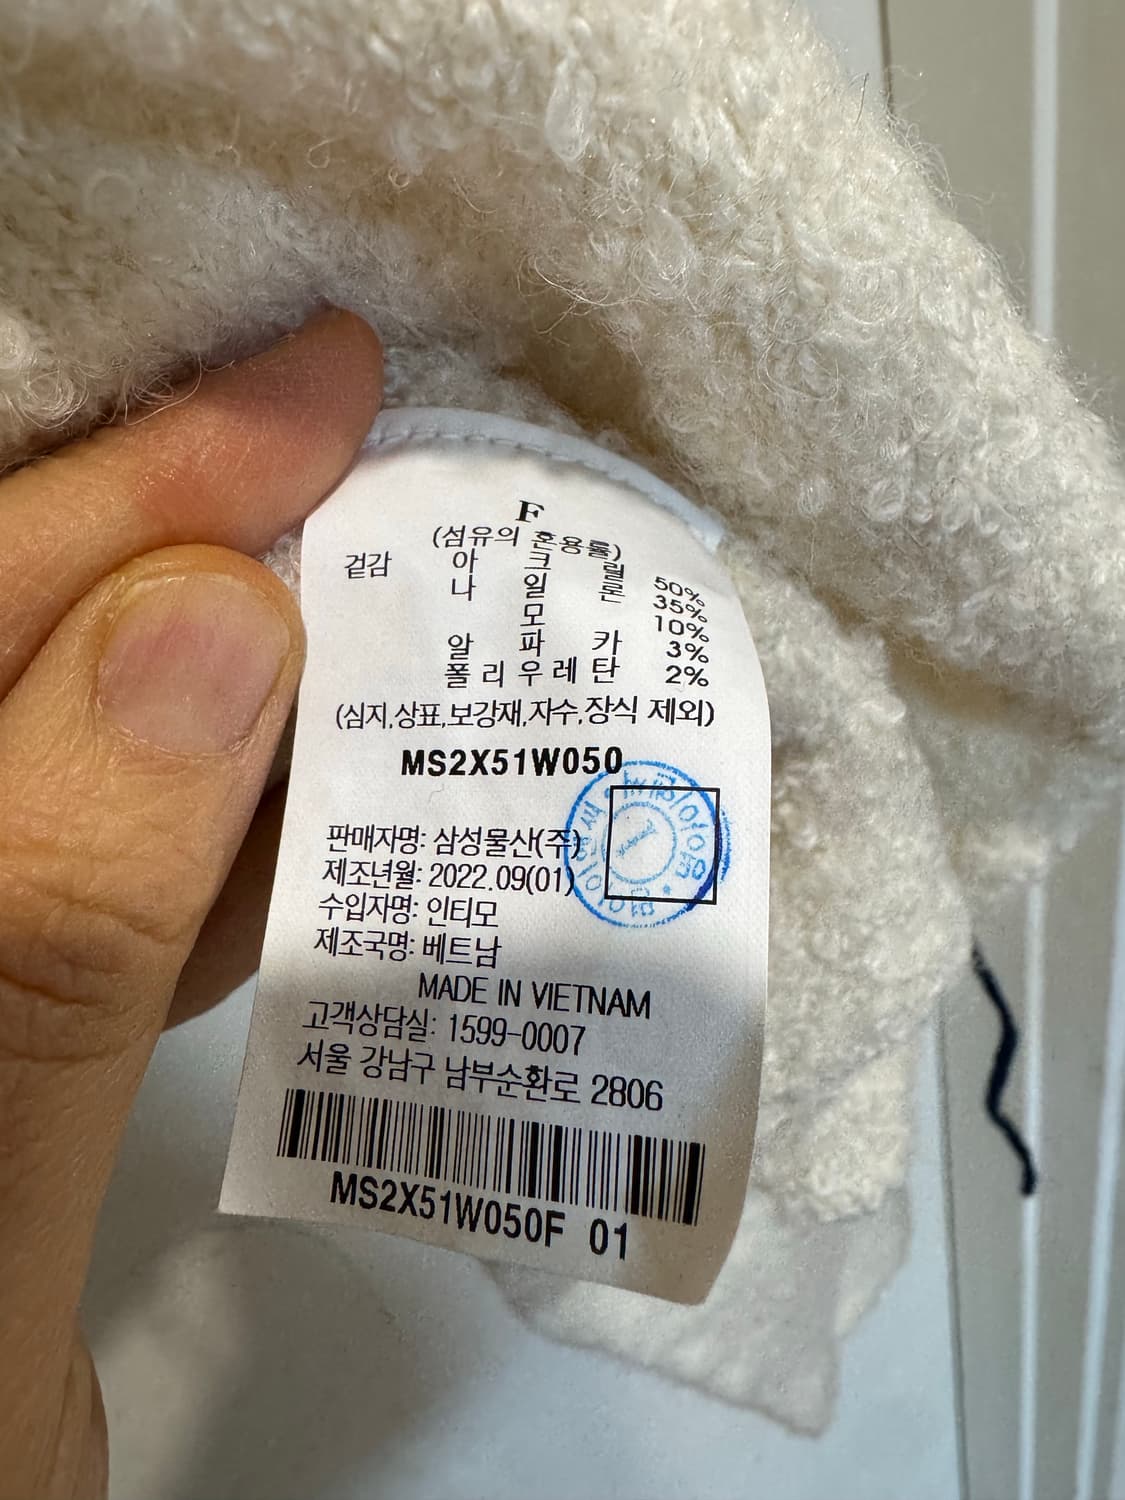 F
(섬유의 혼용률)
겉감 아크릴 50%
나일론 35%
모 10%
알파카 3%
폴리우레탄 2%
(심지,상표,보강재,자수,장식 제외)
MS2X51W050
판매자명: 삼성물산(주)
제조년월: 2022.09(01)
수입자명: 인티모
제조국명: 베트남
MADE IN VIETNAM
고객상담실: 1599-0007
서울 강남구 남부순환로 2806
MS2X51W050F 01